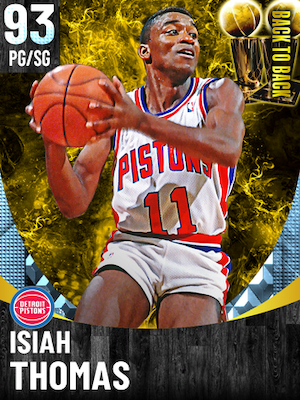 93
PG/SG
BACK TO BACK
PISTONS
11
DETROIT
PISTONS
ISIAH
THOMAS